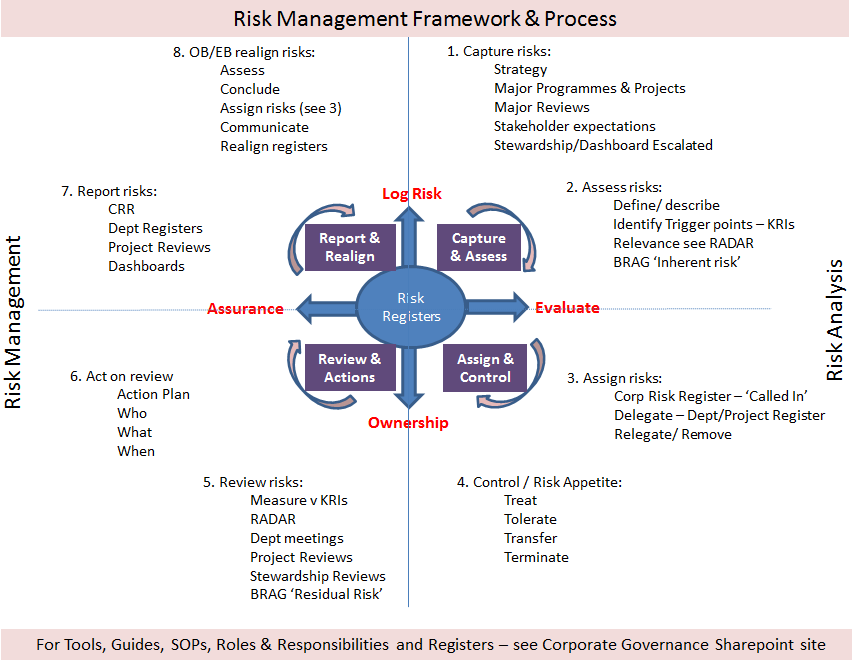 Risk Management Framework & Process
8. OB/EB realign risks:
Assess
Conclude
Assign risks (see 3)
Communicate
Realign registers
1. Capture risks:
Strategy
Major Programmes & Projects
Major Reviews
Stakeholder expectations
Stewardship/Dashboard Escalated
7. Report risks:
CRR
Dept Registers
Project Reviews
Dashboards
Log Risk
2. Assess risks:
Define/ describe
Identify Trigger points – KRIs
Relevance see RADAR
BRAG ‘Inherent risk’
Report &
Realign
Capture
& Assess
Risk Management
Assurance
Risk
Registers
Evaluate
Risk Analysis
Review &
Actions
Assign &
Control
Ownership
6. Act on review
Action Plan
Who
What
When
3. Assign risks:
Corp Risk Register – ‘Called In’
Delegate – Dept/Project Register
Relegate/ Remove
5. Review risks:
Measure v KRIs
RADAR
Dept meetings
Project Reviews
Stewardship Reviews
BRAG ‘Residual Risk’
4. Control / Risk Appetite:
Treat
Tolerate
Transfer
Terminate
For Tools, Guides, SOPs, Roles & Responsibilities and Registers – see Corporate Governance Sharepoint site